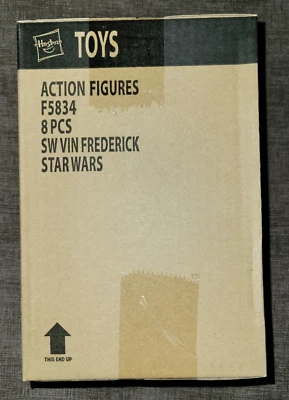 Hasbro
TOYS
ACTION FIGURES
F5834
8 PCS
SW VIN FREDERICK
STAR WARS
THIS END UP